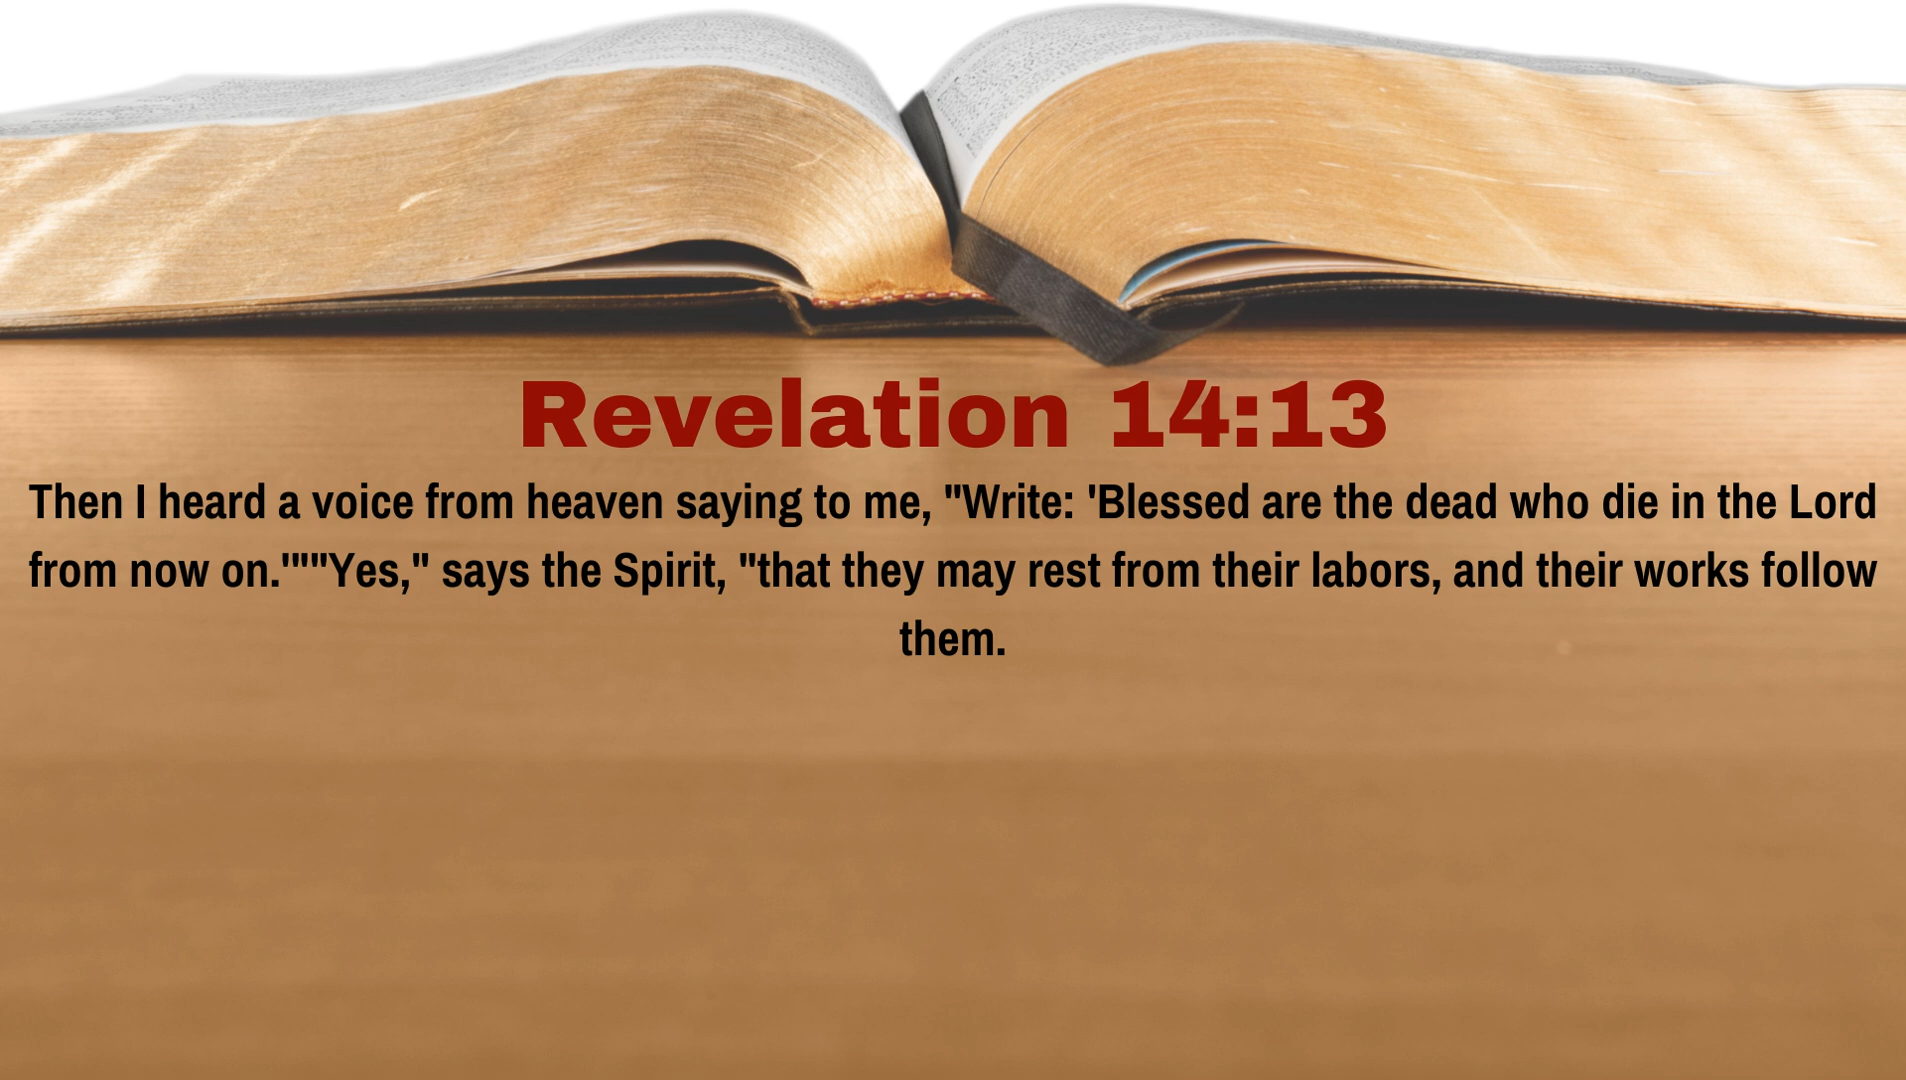 Revelation 14:13
Then I heard a voice from heaven saying to me, "Write: 'Blessed are the dead who die in the Lord
from now on.'"""Yes," says the Spirit, "that they may rest from their labors, and their works follow
them.